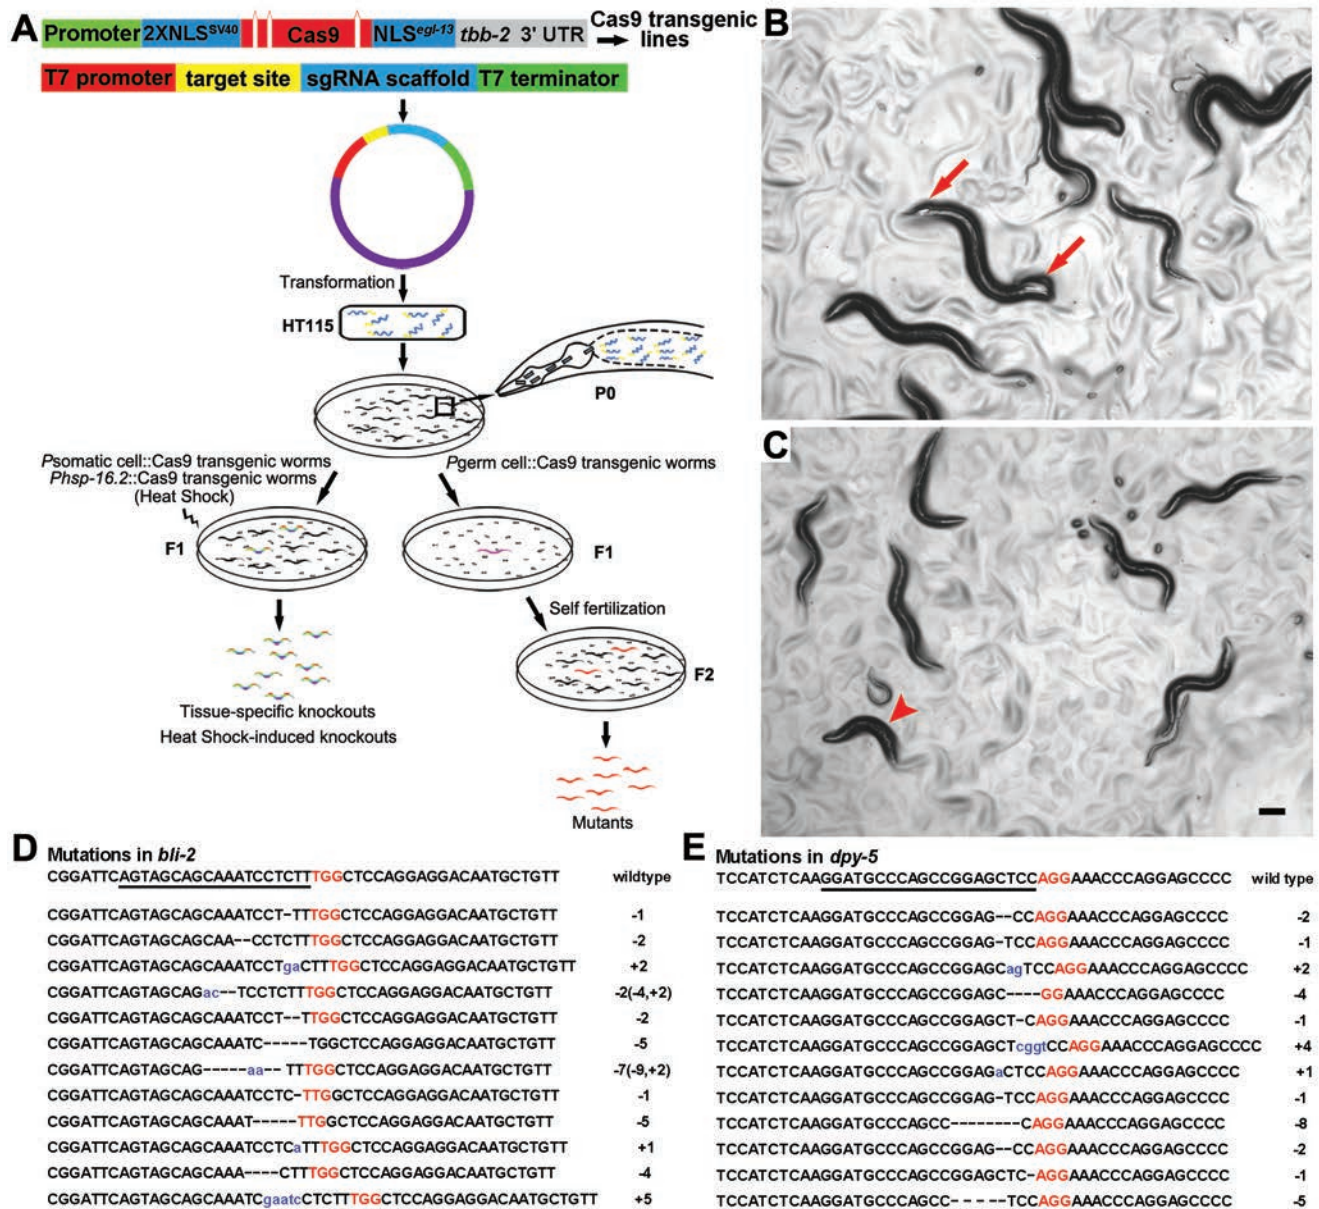 A
Promoter 2XNLSSV40 Cas9 NLSegl-13 tbb-2 3' UTR
Cas9 transgenic
lines
T7 promoter target site sgRNA scaffold T7 terminator
Transformation
HT115
P0
Psomatic cell::Cas9 transgenic worms
Phsp-16.2::Cas9 transgenic worms
(Heat Shock)
Pgerm cell::Cas9 transgenic worms
F1
F1
Self fertilization
F2
Tissue-specific knockouts
Heat Shock-induced knockouts
Mutants
B
C
D
Mutations in bli-2
CGGATTCAGTAGCAGCAAATCCTCTTTGGCTCCAGGAGGACAATGCTGTT wildtype
CGGATTCAGTAGCAGCAAATCCT-TTTGGCTCCAGGAGGACAATGCTGTT -1
CGGATTCAGTAGCAGCAA--CCTCTTTGGCTCCAGGAGGACAATGCTGTT -2
CGGATTCAGTAGCAGCAAATCCTgaCTTTGGCTCCAGGAGGACAATGCTGTT +2
CGGATTCAGTAGCAGac--TCCTCTTTGGCTCCAGGAGGACAATGCTGTT -2(-4,+2)
CGGATTCAGTAGCAGCAAATCCT--TTGGCTCCAGGAGGACAATGCTGTT -2
CGGATTCAGTAGCAGCAAATC-----TGGCTCCAGGAGGACAATGCTGTT -5
CGGATTCAGTAGCAG-----aa-- TTTGGCTCCAGGAGGACAATGCTGTT -7(-9,+2)
CGGATTCAGTAGCAGCAAATCCTC-TTGGCTCCAGGAGGACAATGCTGTT -1
CGGATTCAGTAGCAGCAAAT-----TTGGCTCCAGGAGGACAATGCTGTT -5
CGGATTCAGTAGCAGCAAATCCTCaTTTGGCTCCAGGAGGACAATGCTGTT +1
CGGATTCAGTAGCAGCAAA----CTTTGGCTCCAGGAGGACAATGCTGTT -4
CGGATTCAGTAGCAGCAAATCgaatcCTCTTTGGCTCCAGGAGGACAATGCTGTT +5
E
Mutations in dpy-5
TCCATCTCAAGGATGCCCAGCCGGAGCTCCAGGAAACCCAGGAGCCCC wild type
TCCATCTCAAGGATGCCCAGCCGGAG--CCAGGAAACCCAGGAGCCCC -2
TCCATCTCAAGGATGCCCAGCCGGAG-TCCAGGAAACCCAGGAGCCCC -1
TCCATCTCAAGGATGCCCAGCCGGAGCagTCCAGGAAACCCAGGAGCCCC +2
TCCATCTCAAGGATGCCCAGCCGGAGC----GGAAACCCAGGAGCCCC -4
TCCATCTCAAGGATGCCCAGCCGGAGCT-CAGGAAACCCAGGAGCCCC -1
TCCATCTCAAGGATGCCCAGCCGGAGCTcggtCCAGGAAACCCAGGAGCCCC +4
TCCATCTCAAGGATGCCCAGCCGGAGaCTCCAGGAAACCCAGGAGCCCC +1
TCCATCTCAAGGATGCCCAGCCGGAG-TCCAGGAAACCCAGGAGCCCC -1
TCCATCTCAAGGATGCCCAGCC--------CAGGAAACCCAGGAGCCCC -8
TCCATCTCAAGGATGCCCAGCCGGAG--CCAGGAAACCCAGGAGCCCC -2
TCCATCTCAAGGATGCCCAGCCGGAGCTC-AGGAAACCCAGGAGCCCC -1
TCCATCTCAAGGATGCCCAGCC------TCCAGGAAACCCAGGAGCCCC -5